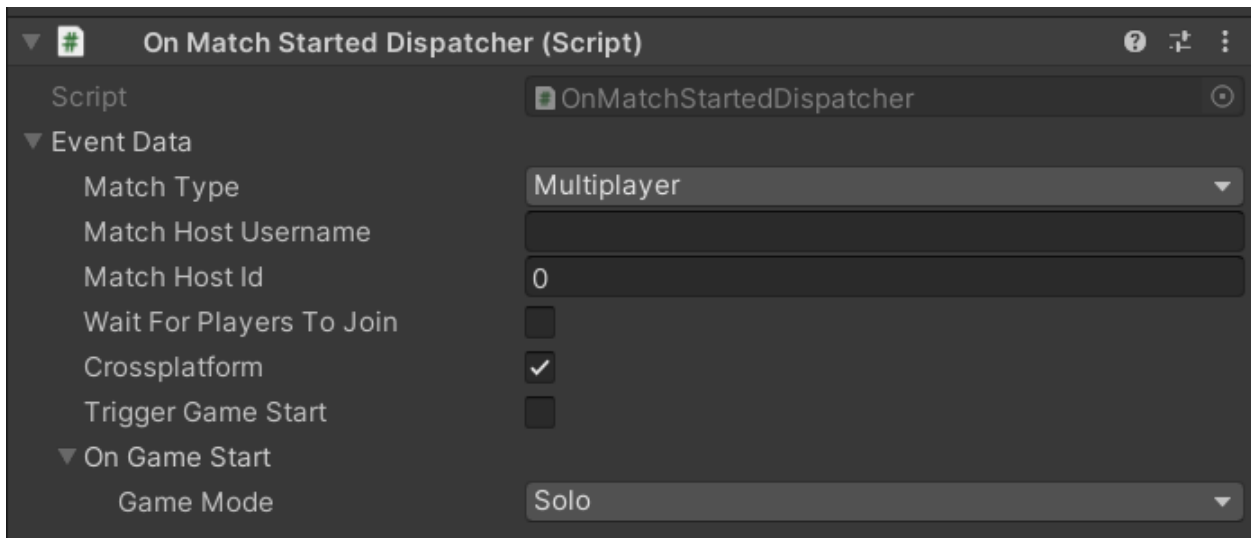 # On Match Started Dispatcher (Script)
Script # OnMatchStartedDispatcher
Event Data
Match Type Multiplayer
Match Host Username
Match Host Id 0
Wait For Players To Join
Crossplatform
Trigger Game Start
On Game Start
Game Mode Solo